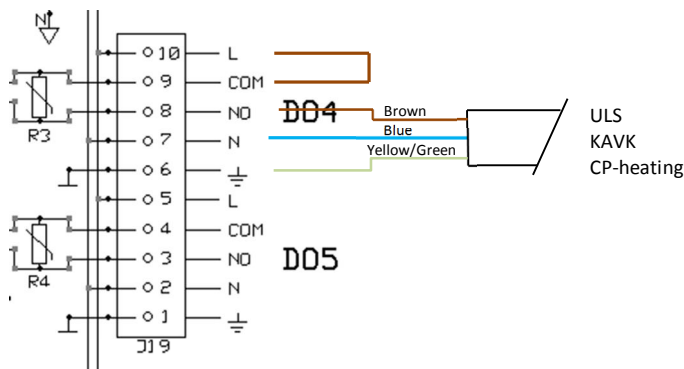 N
10 L
9 COM
8 NO DO4 Brown ULS
7 N Blue KAVK
6 Yellow/Green CP-heating
R3
5 L
4 COM
3 NO DO5
R4
2 N
1
J19